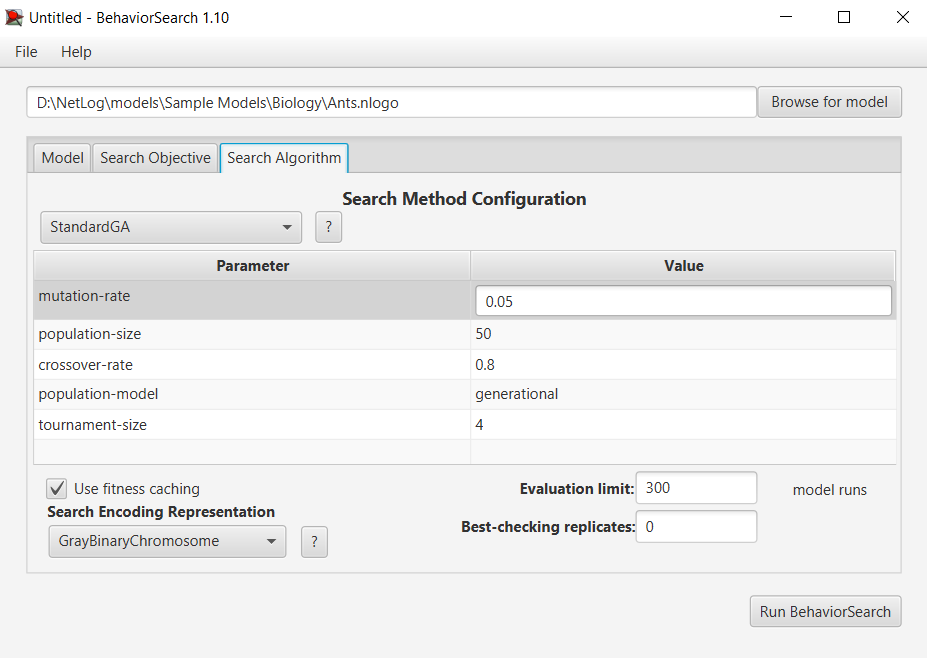 Untitled - BehaviorSearch 1.10
File Help
D:\NetLog\models\Sample Models\Biology\Ants.nlogo Browse for model
Model Search Objective Search Algorithm
Search Method Configuration
StandardGA ?
Parameter Value
mutation-rate 0.05
population-size 50
crossover-rate 0.8
population-model generational
tournament-size 4
Use fitness caching Evaluation limit: 300 model runs
Search Encoding Representation
Best-checking replicates: 0
GrayBinaryChromosome ?
Run BehaviorSearch